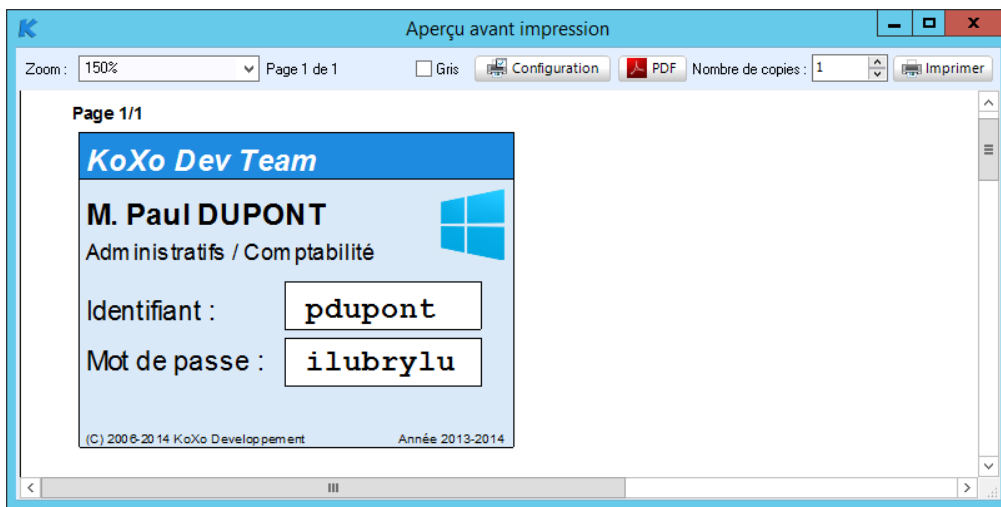 Aperçu avant impression
Zoom : 150% Page 1 de 1 Gris Configuration PDF Nombre de copies : 1 Imprimer
Page 1/1
KoXo Dev Team
M. Paul DUPONT
Administratifs / Comptabilité
Identifiant : pdupont
Mot de passe : ilubrylu
(C) 2006-2014 KoXo Developpement Année 2013-2014